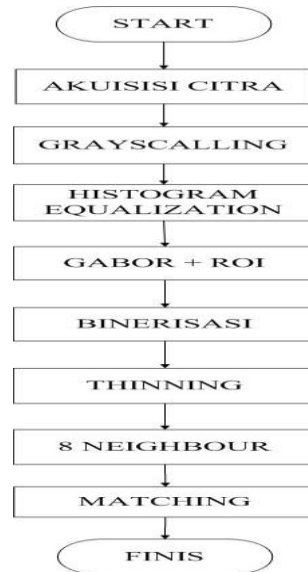 START
AKUISISI CITRA
GRAYSCALLING
HISTOGRAM
EQUALIZATION
GABOR + ROI
BINERISASI
THINNING
8 NEIGHBOUR
MATCHING
FINIS